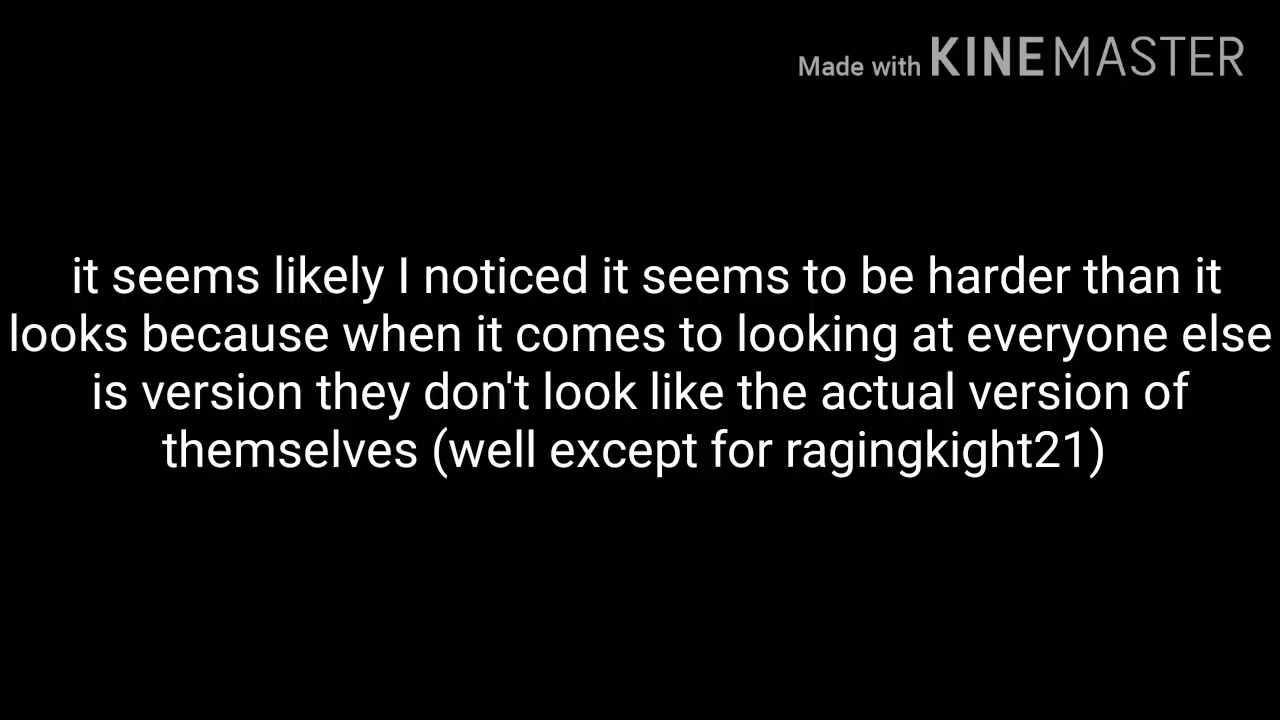 Made with KINEMASTER
it seems likely I noticed it seems to be harder than it
looks because when it comes to looking at everyone else
is version they don't look like the actual version of
themselves (well except for ragingkight21)